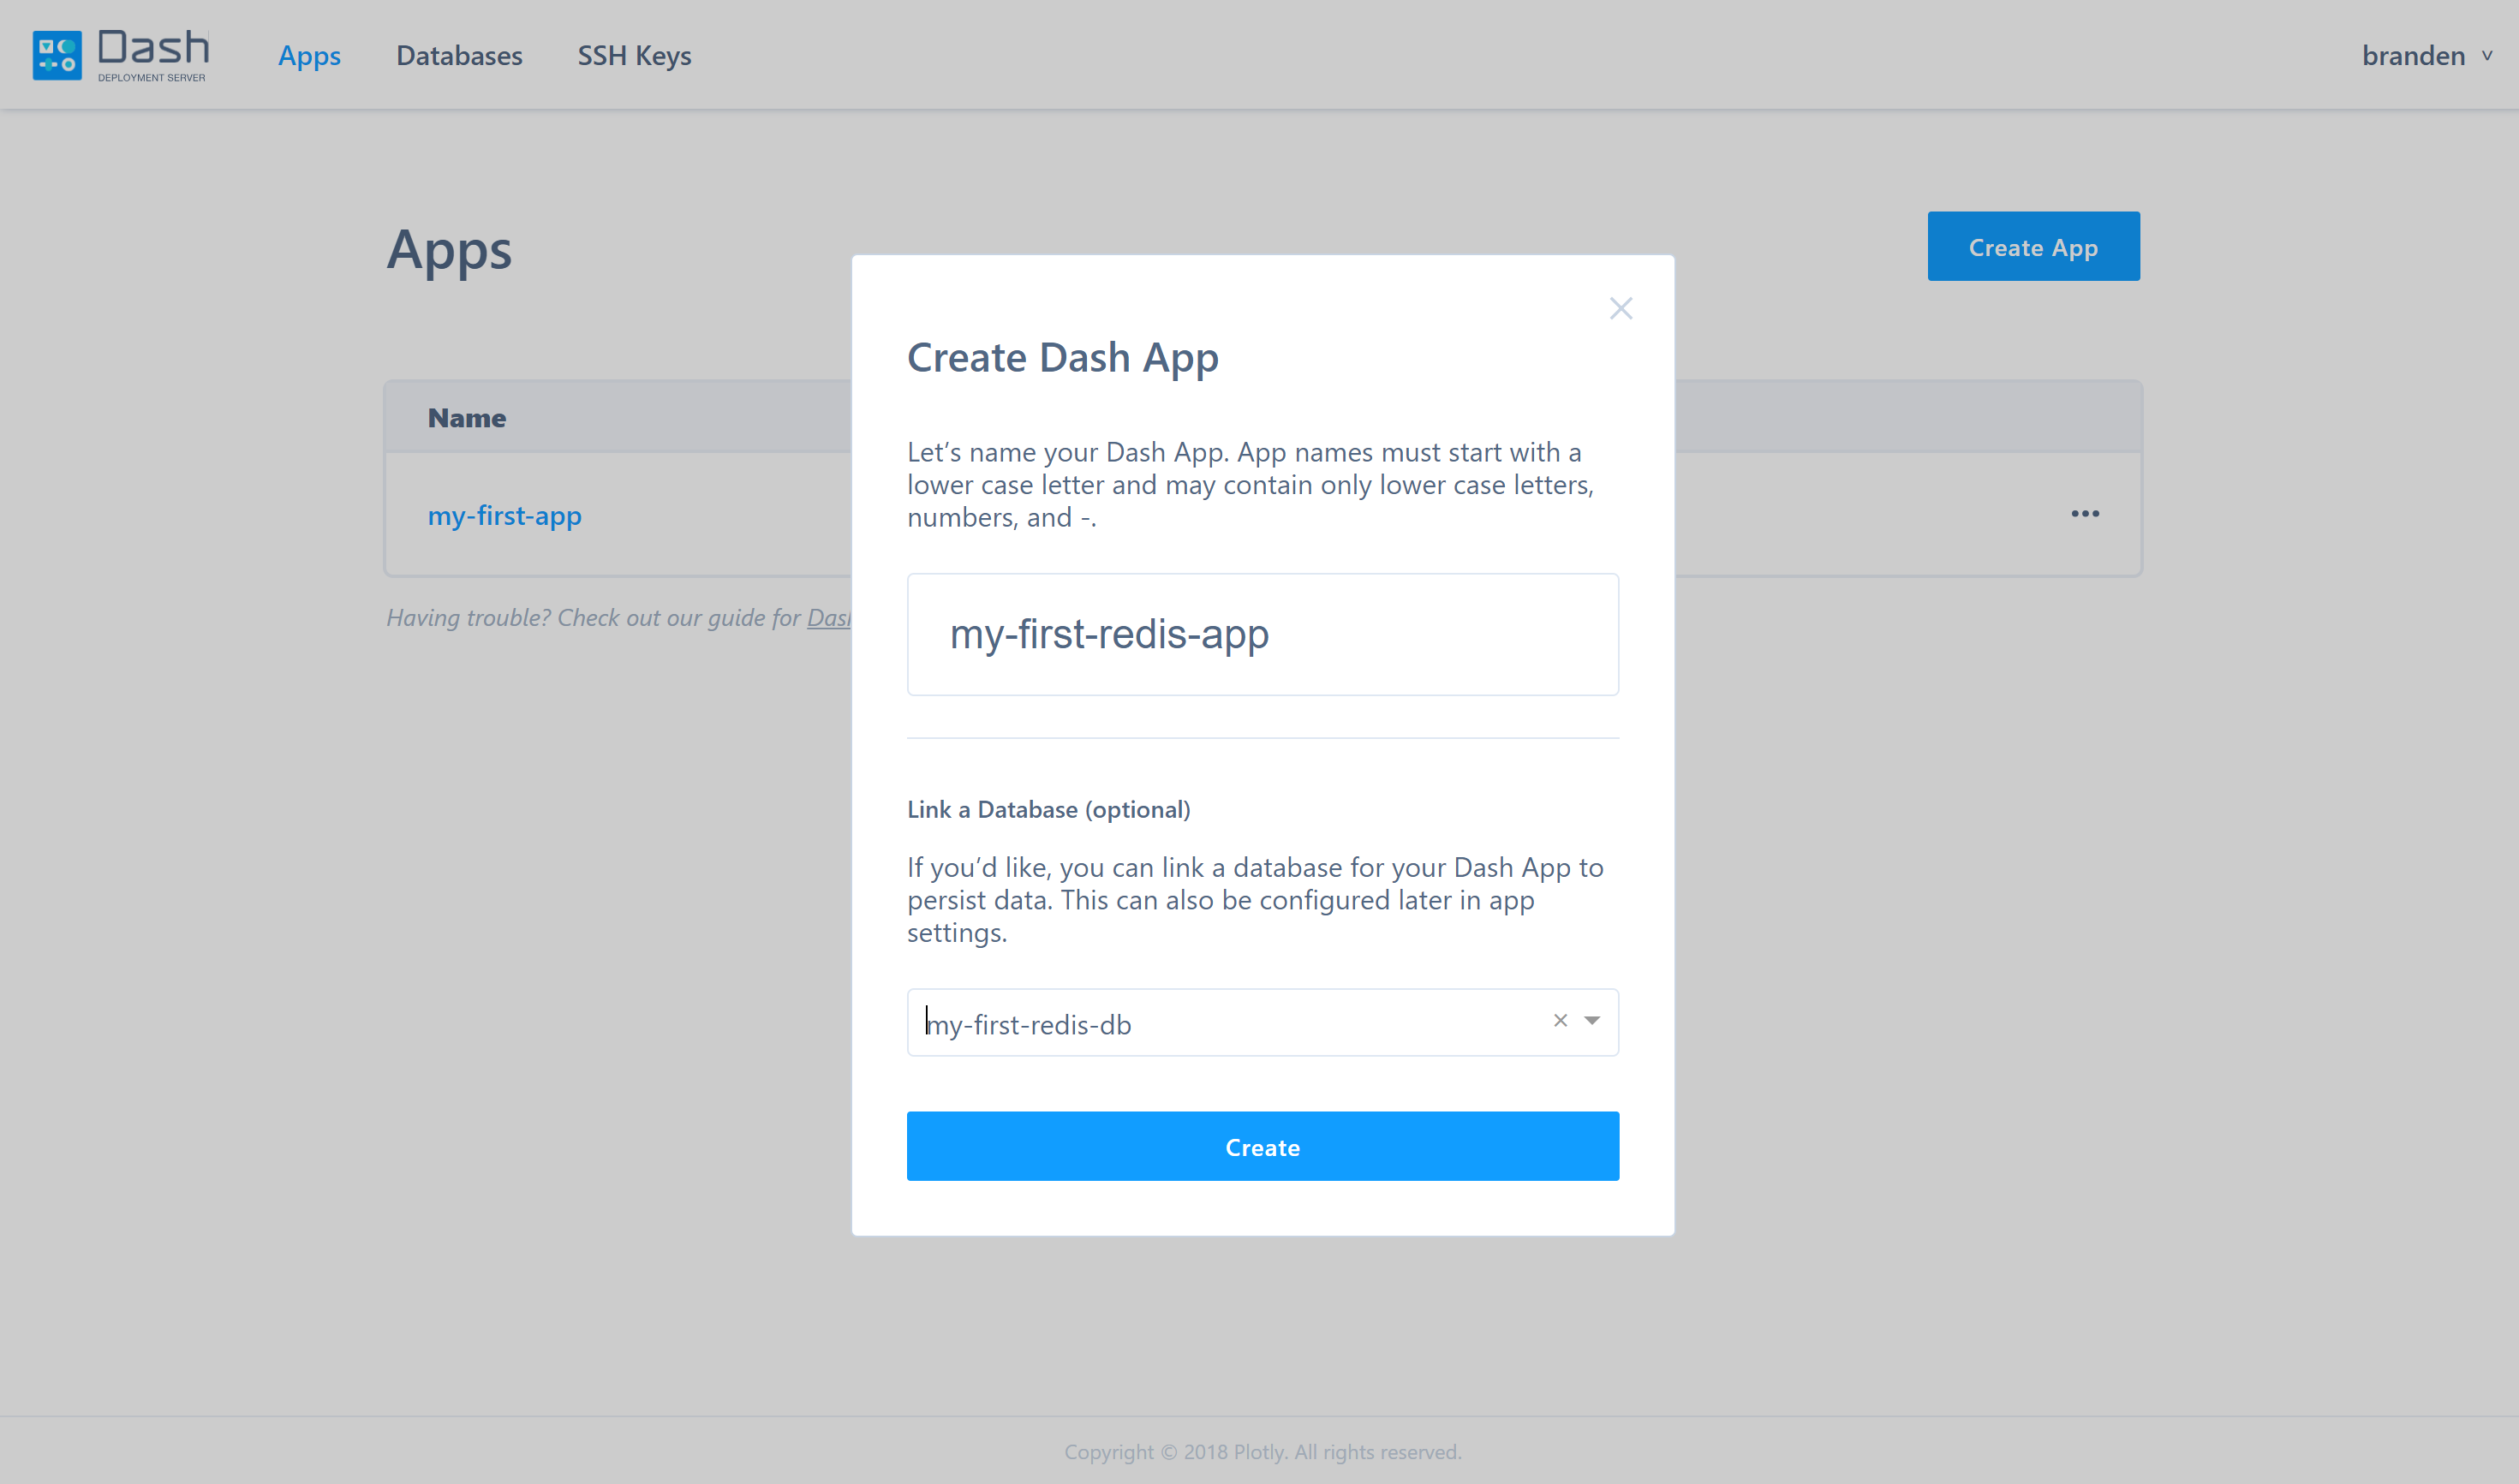 Dash
DEPLOYMENT SERVER
Apps
Databases
SSH Keys
branden
Apps
Create App
Name
my-first-app
Having trouble? Check out our guide for
Create Dash App
Let’s name your Dash App. App names must start with a
lower case letter and may contain only lower case letters,
numbers, and -.
my-first-redis-app
Link a Database (optional)
If you’d like, you can link a database for your Dash App to
persist data. This can also be configured later in app
settings.
my-first-redis-db
Create
Copyright © 2018 Plotly. All rights reserved.